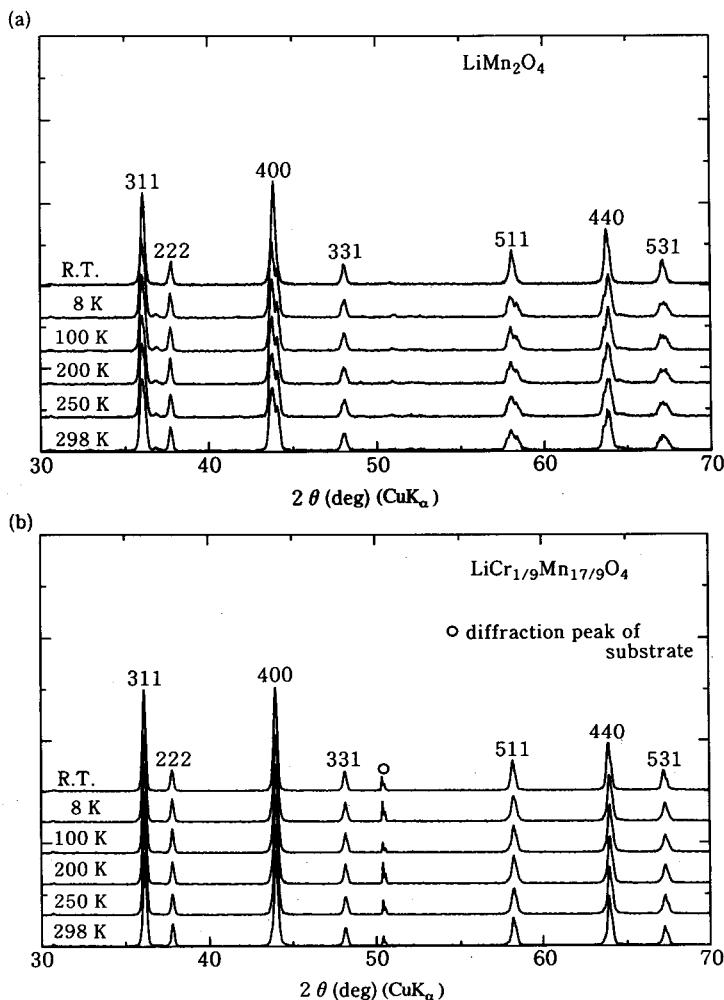 (a)
LiMn2O4
311
222
400
331
511
440
531
R.T.
8 K
100 K
200 K
250 K
298 K
30
40
50
60
70
2 θ (deg) (CuKα)
(b)
LiCr1/9Mn17/9O4
○ diffraction peak of
substrate
311
222
400
331
511
440
531
R.T.
8 K
100 K
200 K
250 K
298 K
30
40
50
60
70
2 θ (deg) (CuKα)